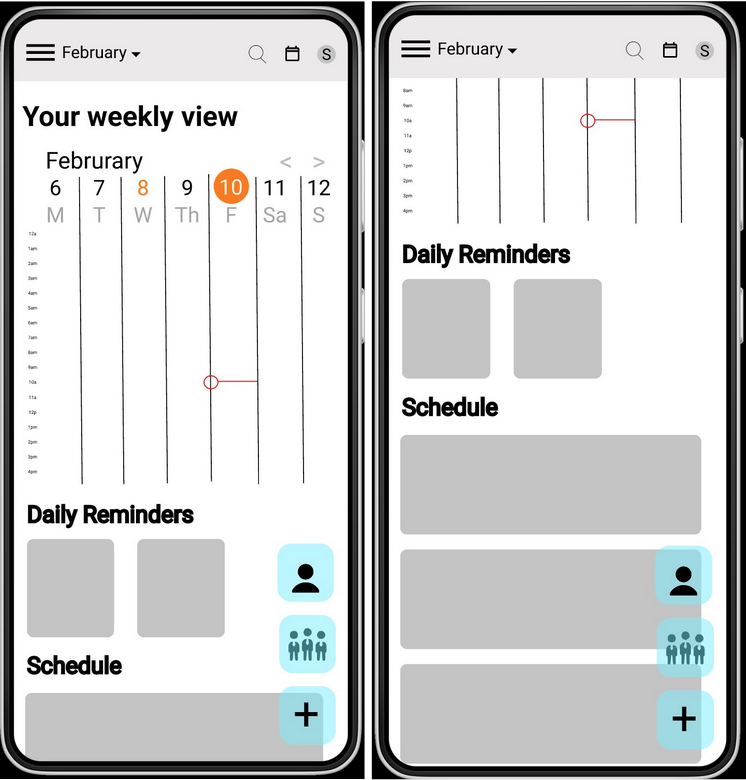 February
S
Your weekly view
Februrary
< >
6 7 8 9 10 11 12
M T W Th F Sa S
12a
1am
2am
3am
4am
5am
6am
7am
8am
9am
10a
11a
12p
1pm
2pm
3pm
4pm
Daily Reminders
Schedule
+
February
S
8am
9am
10a
11a
12p
1pm
2pm
3pm
4pm
Daily Reminders
Schedule
+